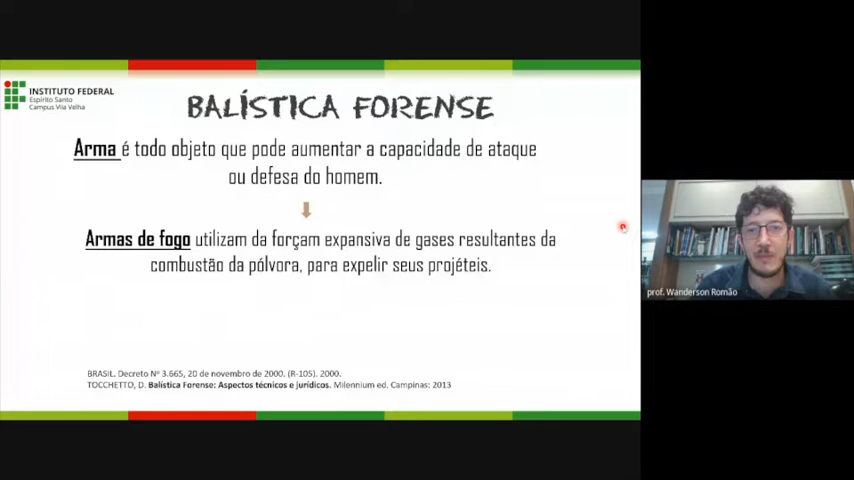 INSTITUTO FEDERAL
Espírito Santo
Campus Vila Velha
BALÍSTICA FORENSE
Arma é todo objeto que pode aumentar a capacidade de ataque
ou defesa do homem.
Armas de fogo utilizam da forçam expansiva de gases resultantes da
combustão da pólvora, para expelir seus projéteis.
BRASIL. Decreto Nº 3.665, 20 de novembro de 2000. (R-105). 2000.
TOCCHETTO, D. Balística Forense: Aspectos técnicos e jurídicos. Milennium ed. Campinas: 2013
prof. Wanderson Romão